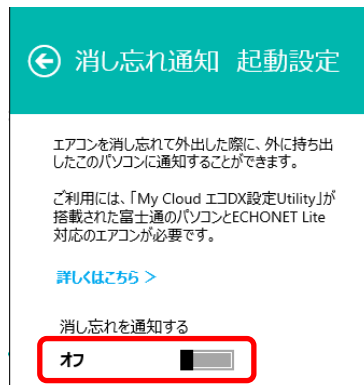 消し忘れ通知　起動設定
エアコンを消し忘れて外出した際に、外に持ち出
したこのパソコンに通知することができます。
ご利用には、「My Cloud エコDX設定Utility」が
搭載された富士通のパソコンとECHONET Lite
対応のエアコンが必要です。
詳しくはこちら >
消し忘れを通知する
オフ